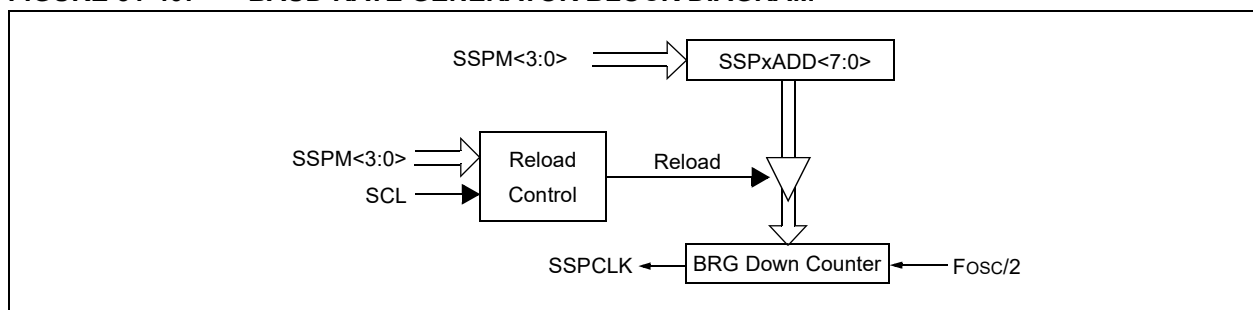 SSPM<3:0>
SSPxADD<7:0>
SSPM<3:0>
SCL
Reload
Control
Reload
SSPCLK
BRG Down Counter
FOSC/2